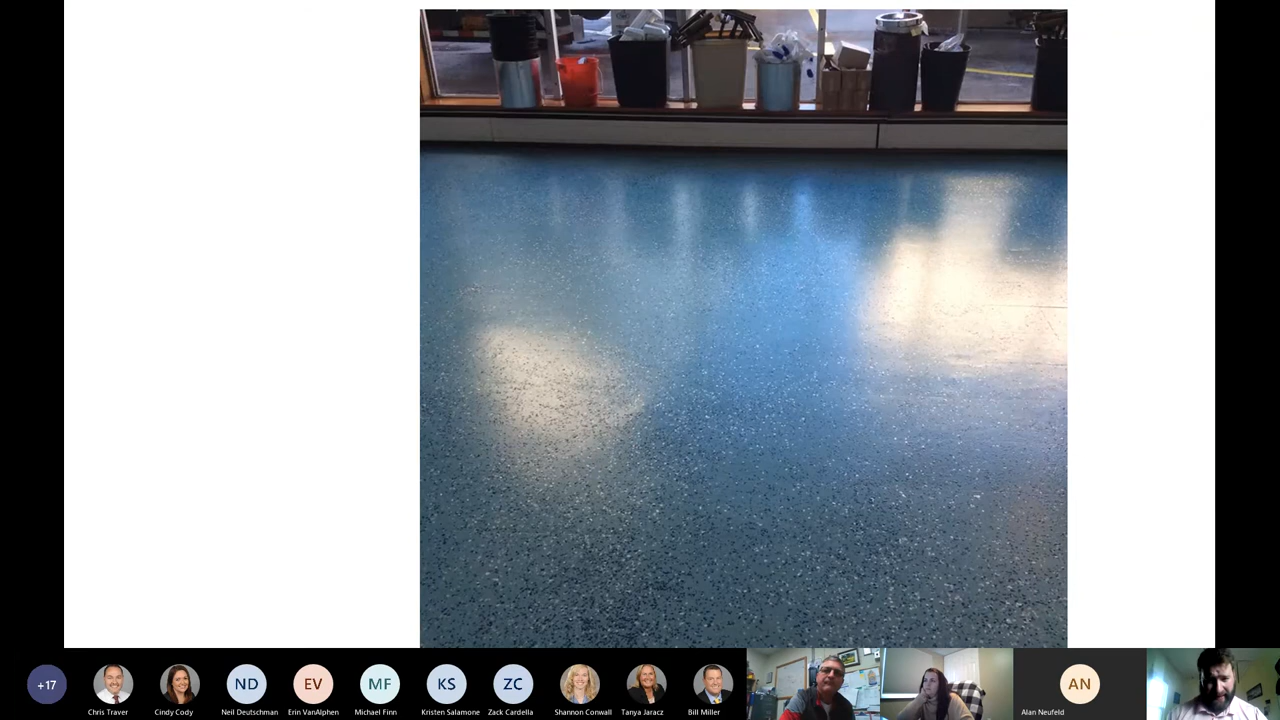 +17
ND
EV
MF
KS
ZC
AN
Chris Traver
Cindy Cody
Neil Deutschman
Erin VanAlphen
Michael Finn
Kristen Salamone
Zack Cardella
Shannon Conwall
Tanya Jaracz
Bill Miller
Alan Neufeld